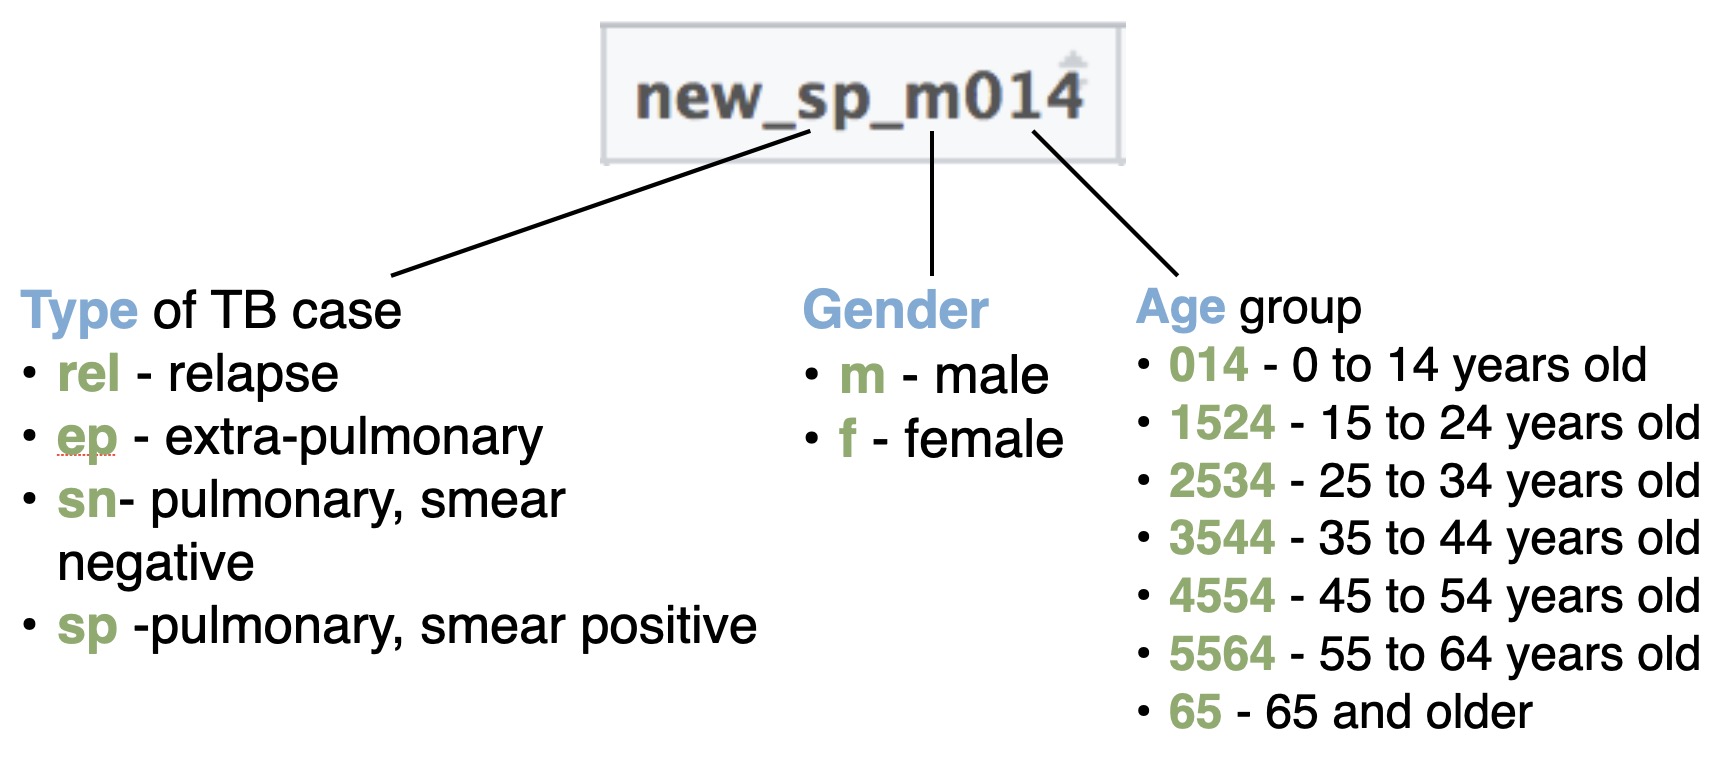 new_sp_m014
Type of TB case
• rel - relapse
• ep - extra-pulmonary
• sn- pulmonary, smear
negative
• sp -pulmonary, smear positive
Gender
• m - male
• f - female
Age group
• 014 - 0 to 14 years old
• 1524 - 15 to 24 years old
• 2534 - 25 to 34 years old
• 3544 - 35 to 44 years old
• 4554 - 45 to 54 years old
• 5564 - 55 to 64 years old
• 65 - 65 and older